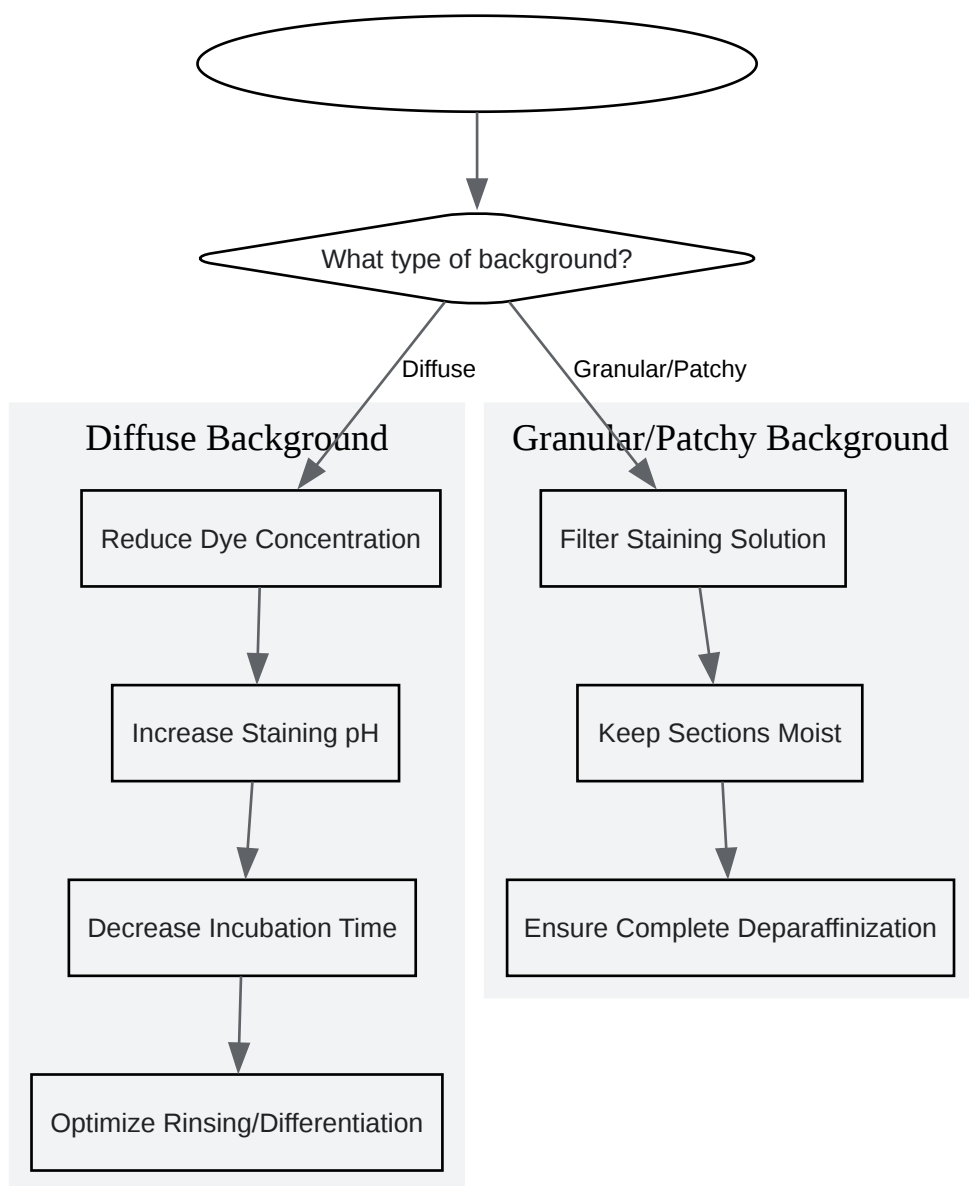 What type of background?
Diffuse
Granular/Patchy
Diffuse Background
Granular/Patchy Background
Reduce Dye Concentration
Filter Staining Solution
Increase Staining pH
Keep Sections Moist
Decrease Incubation Time
Ensure Complete Deparaffinization
Optimize Rinsing/Differentiation